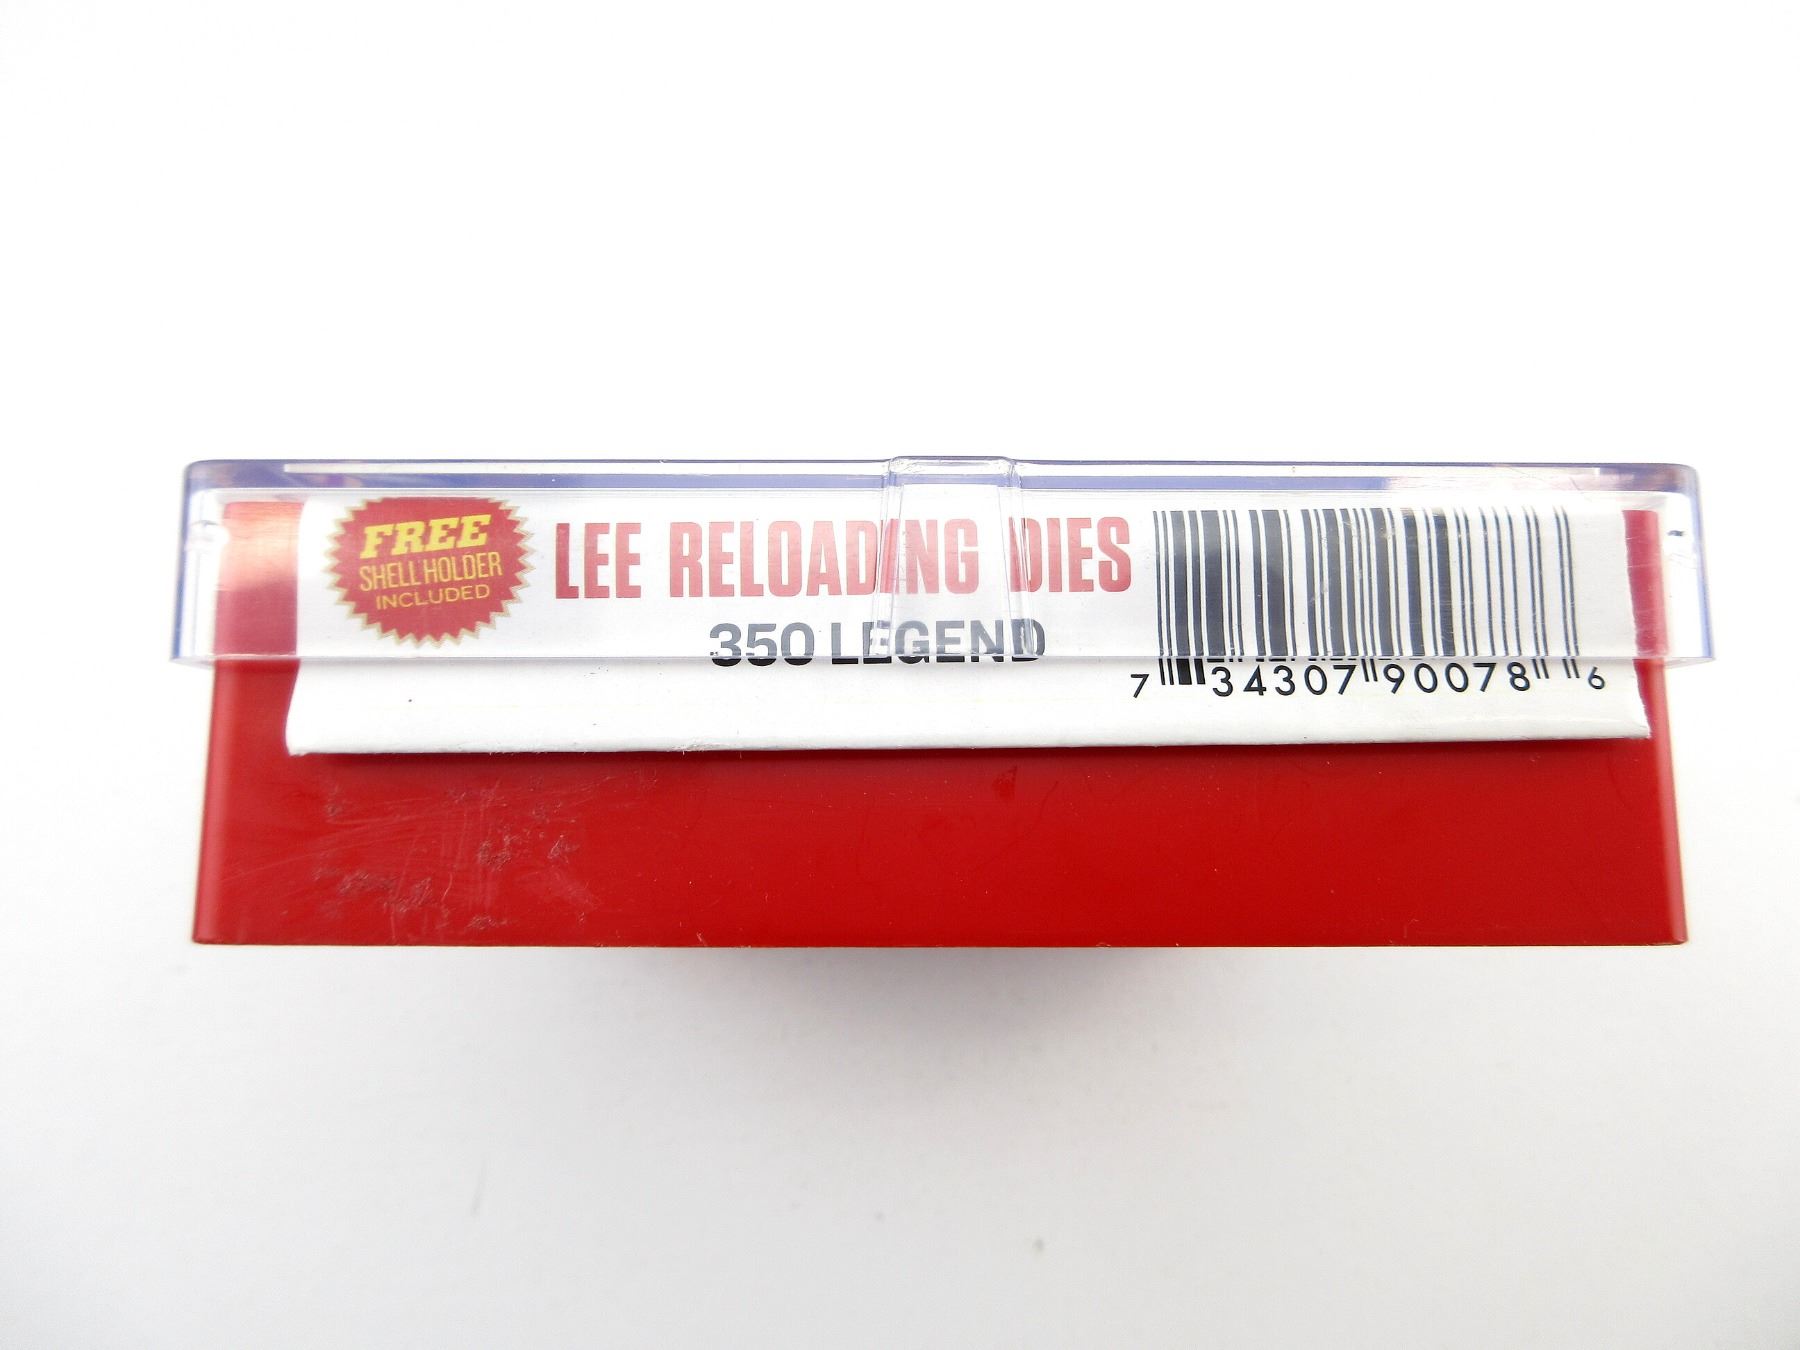 FREE
SHELL HOLDER
INCLUDED
LEE RELOADING DIES
350 LEGEND
7 34307 90078 6